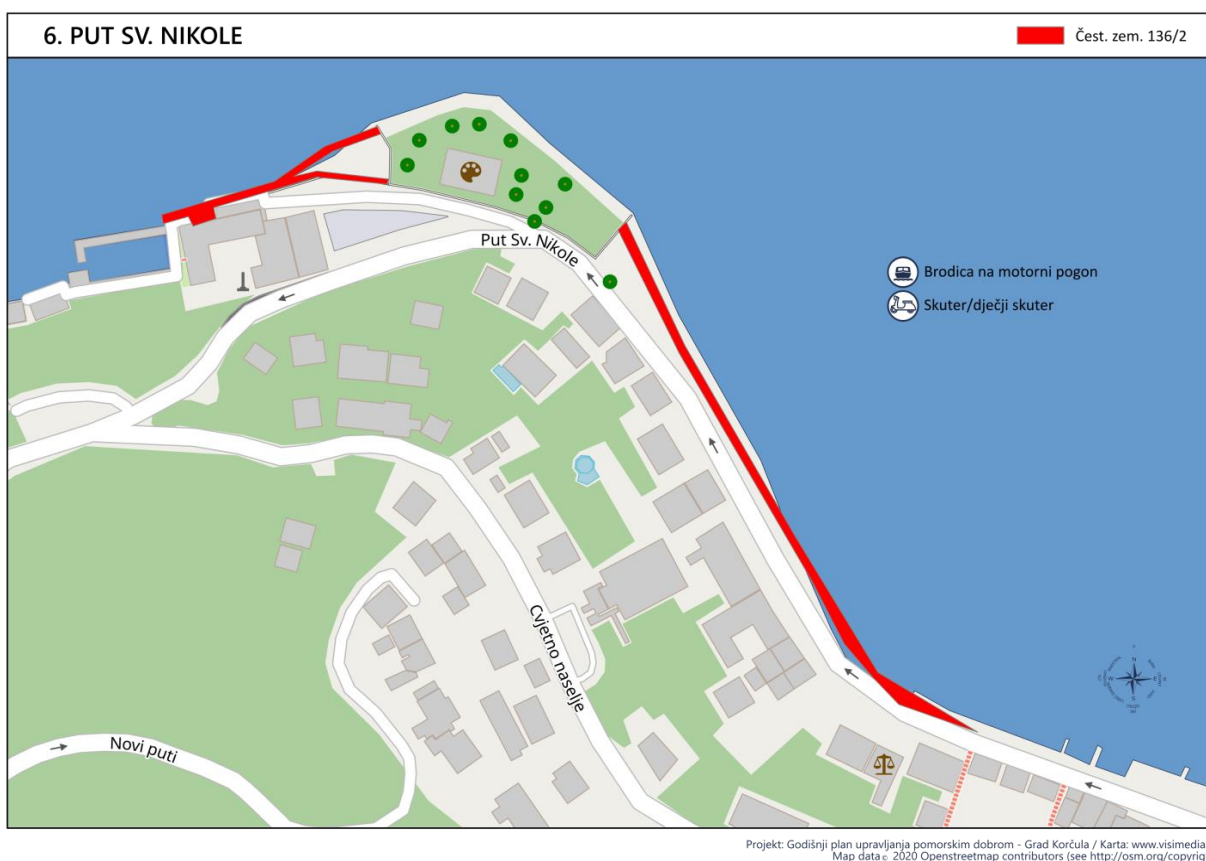 6. PUT SV. NIKOLE
Čest. zem. 136/2
Put Sv. Nikole
Brodica na motorni pogon
Skuter/dječji skuter
Cvjetno naselje
Novi puti
N
W
E
S
Projekt: Godišnji plan upravljanja pomorskim dobrom - Grad Korčula / Karta: www.visimedia
Map data© 2020 Openstreetmap contributors (see http://osm.org/copyrig